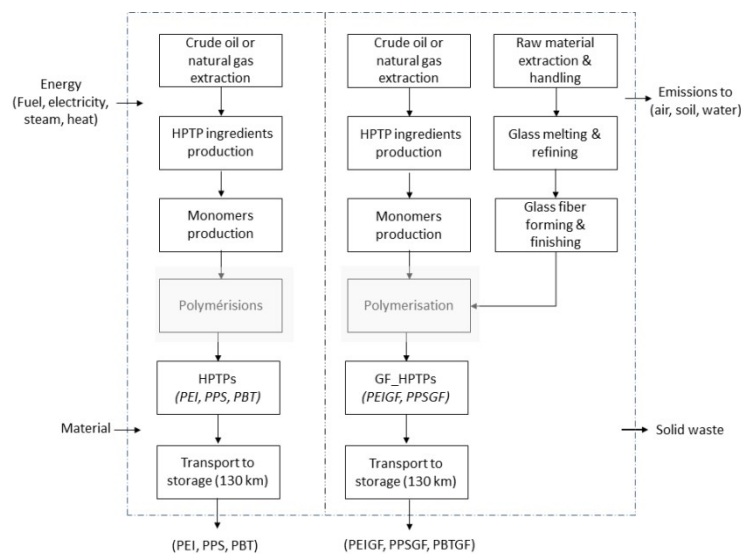 Crude oil or
natural gas
extraction
Crude oil or
natural gas
extraction
Raw material
extraction &
handling
Energy
(Fuel, electricity,
steam, heat)
Emissions to
(air, soil, water)
HPTP ingredients
production
HPTP ingredients
production
Glass melting &
refining
Monomers
production
Monomers
production
Glass fiber
forming &
finishing
Polymérisions
Polymerisation
HPTPs
(PEI, PPS, PBT)
GF_HPTPs
(PEIGF, PPSGF)
Material
Solid waste
Transport to
storage (130 km)
Transport to
storage (130 km)
(PEI, PPS, PBT)
(PEIGF, PPSGF, PBTGF)